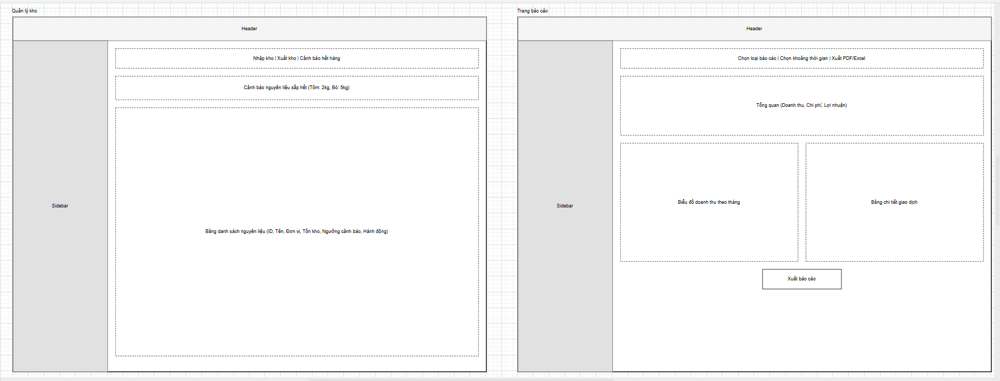 Quản lý kho
Header
Nhập kho | Xuất kho | Cảnh báo hết hàng
Cảnh báo nguyên liệu sắp hết (Tôm: 2kg, Bò: 5kg)
Sidebar
Bảng danh sách nguyên liệu (ID, Tên, Đơn vị, Tồn kho, Ngưỡng cảnh báo, Hành động)
Trang báo cáo
Header
Chọn loại báo cáo | Chọn khoảng thời gian | Xuất PDF/Excel
Tổng quan (Doanh thu, Chi phí, Lợi nhuận)
Sidebar
Biểu đồ doanh thu theo tháng
Bảng chi tiết giao dịch
Xuất báo cáo